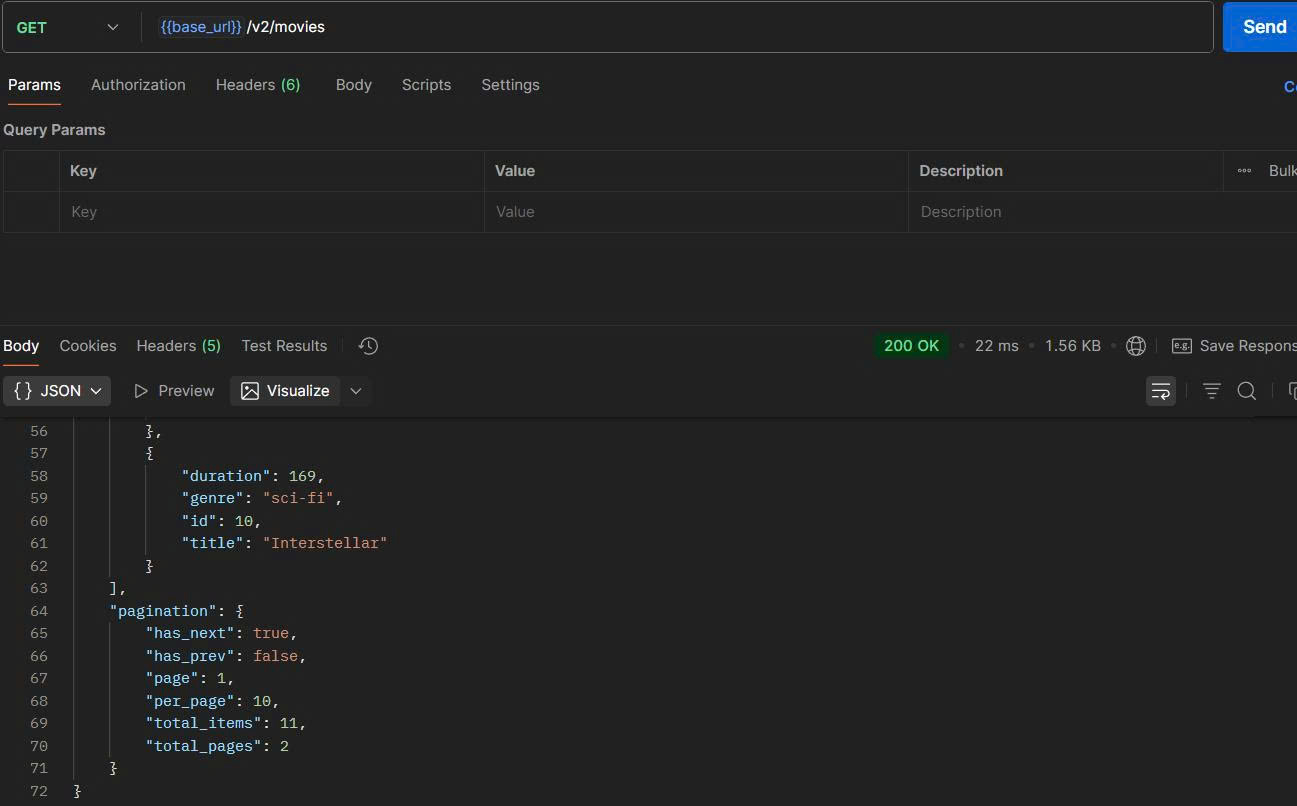 GET {{base_url}} /v2/movies Send
Params Authorization Headers (6) Body Scripts Settings
Query Params
Key Value Description Bulk
Key Value Description
Body Cookies Headers (5) Test Results 200 OK • 22 ms • 1.56 KB • e.g. Save Respons
{ } JSON Preview Visualize
56 },
57 {
58 "duration": 169,
59 "genre": "sci-fi",
60 "id": 10,
61 "title": "Interstellar"
62 }
63 ],
64 "pagination": {
65 "has_next": true,
66 "has_prev": false,
67 "page": 1,
68 "per_page": 10,
69 "total_items": 11,
70 "total_pages": 2
71 }
72 }